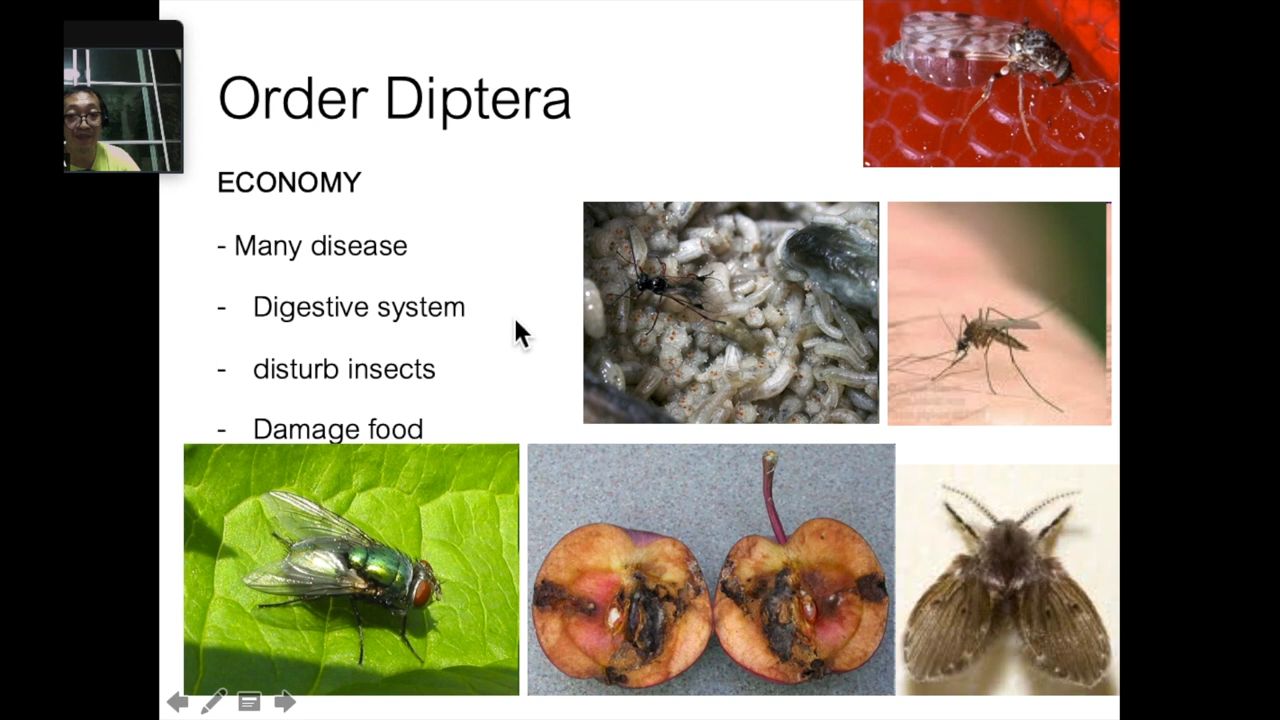 Order Diptera
ECONOMY
- Many disease
- Digestive system
- disturb insects
- Damage food